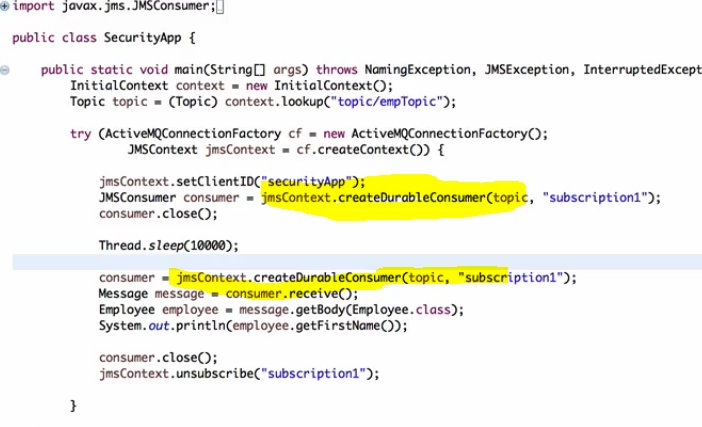 import javax.jms.JMSConsumer;
public class SecurityApp {
public static void main(String[] args) throws NamingException, JMSException, InterruptedExcept
InitialContext context = new InitialContext();
Topic topic = (Topic) context.lookup("topic/empTopic");
try (ActiveMQConnectionFactory cf = new ActiveMQConnectionFactory();
JMSContext jmsContext = cf.createContext()) {
jmsContext.setClientID("securityApp");
JMSConsumer consumer = jmsContext.createDurableConsumer(topic, "subscription1");
consumer.close();
Thread.sleep(10000);
consumer = jmsContext.createDurableConsumer(topic, "subscription1");
Message message = consumer.receive();
Employee employee = message.getBody(Employee.class);
System.out.println(employee.getFirstName());
consumer.close();
jmsContext.unsubscribe("subscription1");
}